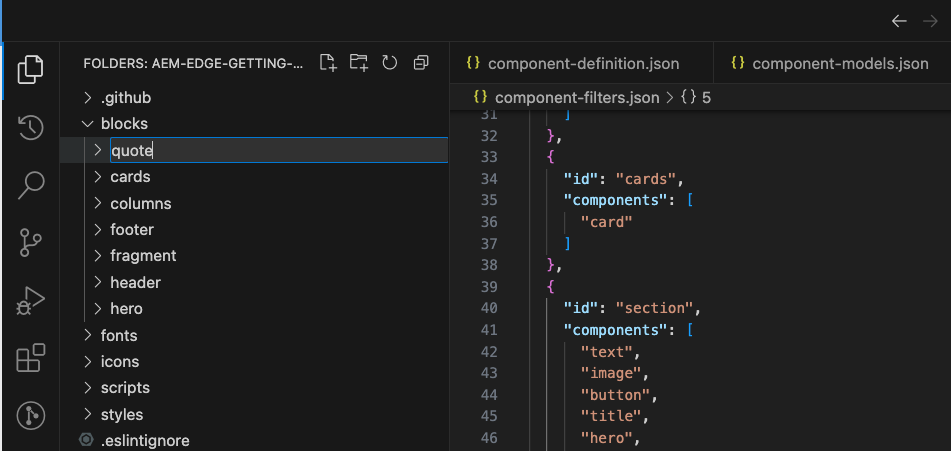 FOLDERS: AEM-EDGE-GETTING-...
.github
blocks
quote
cards
columns
footer
fragment
header
hero
fonts
icons
scripts
styles
.eslintignore
{} component-definition.json
{} component-models.json
{} component-filters.json > {} 5
31 ]
32 },
33 {
34 "id": "cards",
35 "components": [
36 "card"
37 ]
38 },
39 {
40 "id": "section",
41 "components": [
42 "text",
43 "image",
44 "button",
45 "title",
46 "hero",